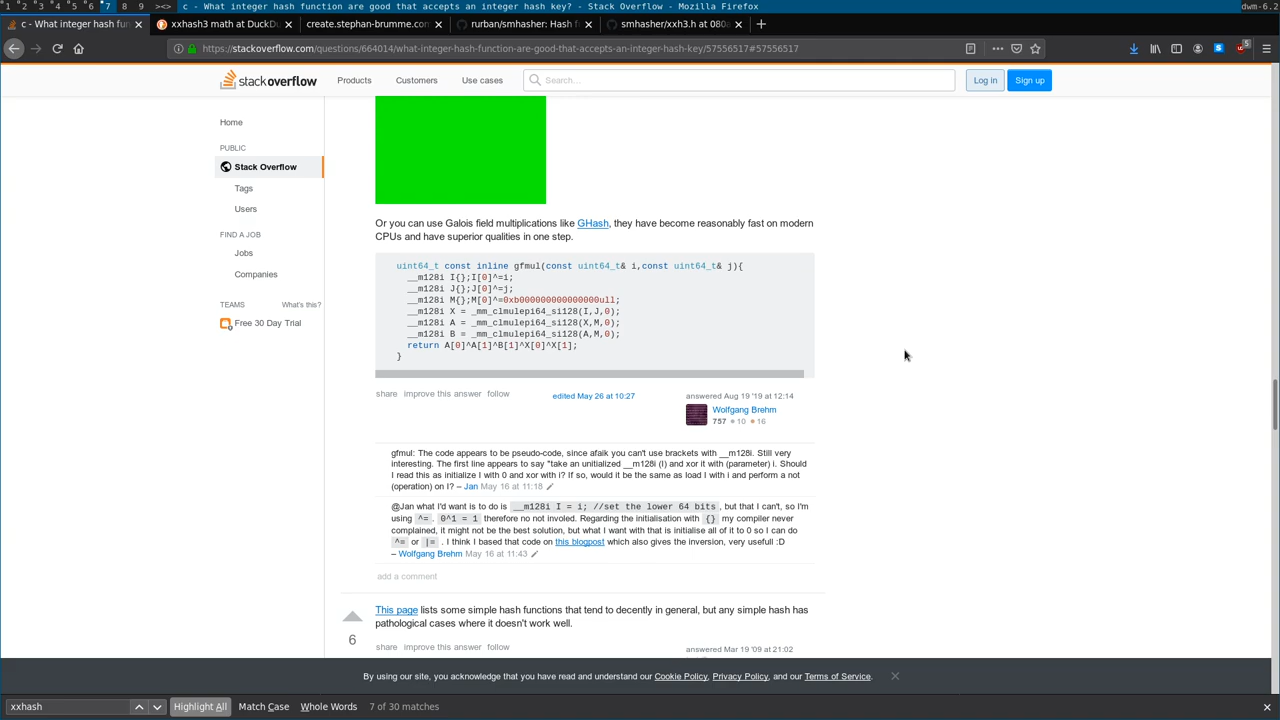 1 2 3 4 5 6 7 8 9 ><> c - What integer hash function are good that accepts an integer hash key? - Stack Overflow - Mozilla Firefox dwm-6.2
c - What integer hash fun
xxhash3 math at DuckD
create.stephan-brumme.com
rurban/smhasher: Hash f
smhasher/xxh3.h at 080a
https://stackoverflow.com/questions/664014/what-integer-hash-function-are-good-that-accepts-an-integer-hash-key/57556517#57556517
stackoverflow Products Customers Use cases Search... Log in Sign up
Home
PUBLIC
Stack Overflow
Tags
Users
FIND A JOB
Jobs
Companies
TEAMS What's this?
Free 30 Day Trial
Or you can use Galois field multiplications like GHash, they have become reasonably fast on modern
CPUs and have superior qualities in one step.
uint64_t const inline gfmul(const uint64_t& i,const uint64_t& j){
__m128i I{};I[0]^=i;
__m128i J{};J[0]^=j;
__m128i M{};M[0]^=0xb000000000000000ull;
__m128i X = _mm_clmulepi64_si128(I,J,0);
__m128i A = _mm_clmulepi64_si128(X,M,0);
__m128i B = _mm_clmulepi64_si128(A,M,0);
return A[0]^A[1]^B[1]^X[0]^X[1];
}
share improve this answer follow
edited May 26 at 10:27
answered Aug 19 '19 at 12:14
Wolfgang Brehm
757 10 16
gfmul: The code appears to be pseudo-code, since afaik you can't use brackets with __m128i. Still very
interesting. The first line appears to say "take an unitialized __m128i (I) and xor it with (parameter) i. Should
I read this as initialize I with 0 and xor with i? If so, would it be the same as load I with i and perform a not
(operation) on I? – Jan May 16 at 11:18
@Jan what I'd want is to do is __m128i I = i; //set the lower 64 bits , but that I can't, so I'm
using ^= . 0^1 = 1 therefore no not involed. Regarding the initialisation with {} my compiler never
complained, it might not be the best solution, but what I want with that is initialise all of it to 0 so I can do
^= or |= . I think I based that code on this blogpost which also gives the inversion, very usefull :D
– Wolfgang Brehm May 16 at 11:43
add a comment
This page lists some simple hash functions that tend to decently in general, but any simple hash has
pathological cases where it doesn't work well.
6
share improve this answer follow
answered Mar 19 '09 at 21:02
By using our site, you acknowledge that you have read and understand our Cookie Policy, Privacy Policy, and our Terms of Service.
xxhash Highlight All Match Case Whole Words 7 of 30 matches